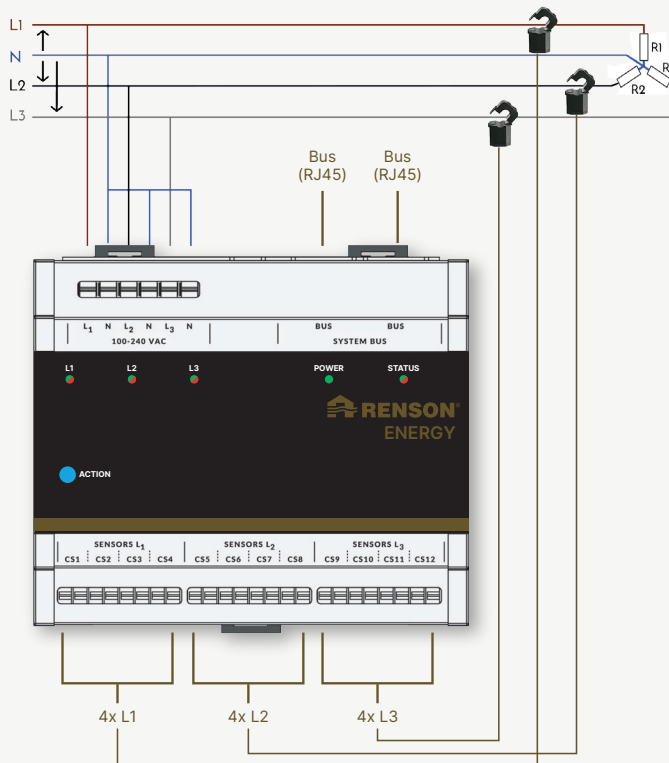 L1
N
L2
L3
R1
R
R2
Bus
(RJ45)
Bus
(RJ45)
L1 N L2 N L3 N
100-240 VAC
BUS BUS
SYSTEM BUS
L1 L2 L3 POWER STATUS
RENSON®
ENERGY
ACTION
SENSORS L1 SENSORS L2 SENSORS L3
CS1 CS2 CS3 CS4 CS5 CS6 CS7 CS8 CS9 CS10 CS11 CS12
4x L1 4x L2 4x L3